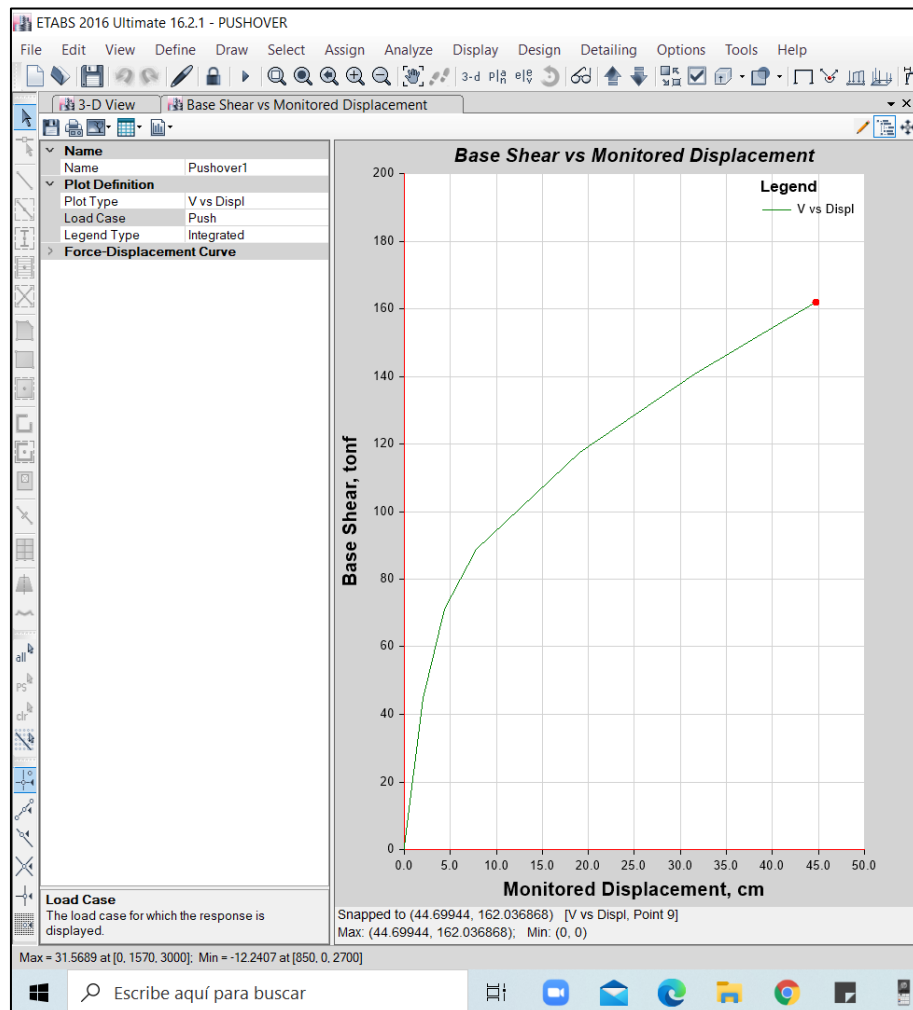 ETABS 2016 Ultimate 16.2.1 - PUSHOVER
File Edit View Define Draw Select Assign Analyze Display Design Detailing Options Tools Help
3-d
3-D View Base Shear vs Monitored Displacement
Name
Name Pushover1
Plot Definition
Plot Type V vs Displ
Load Case Push
Legend Type Integrated
Force-Displacement Curve
all
PS
clr
Load Case
The load case for which the response is
displayed.
Base Shear vs Monitored Displacement
Legend
V vs Displ
200
180
160
140
120
100
80
60
40
20
0
Base Shear, tonf
0.0 5.0 10.0 15.0 20.0 25.0 30.0 35.0 40.0 45.0 50.0
Monitored Displacement, cm
Snapped to (44.69944, 162.036868) [V vs Displ, Point 9]
Max: (44.69944, 162.036868); Min: (0, 0)
Max = 31.5689 at [0, 1570, 3000]; Min = -12.2407 at [850, 0, 2700]
Escribe aquí para buscar